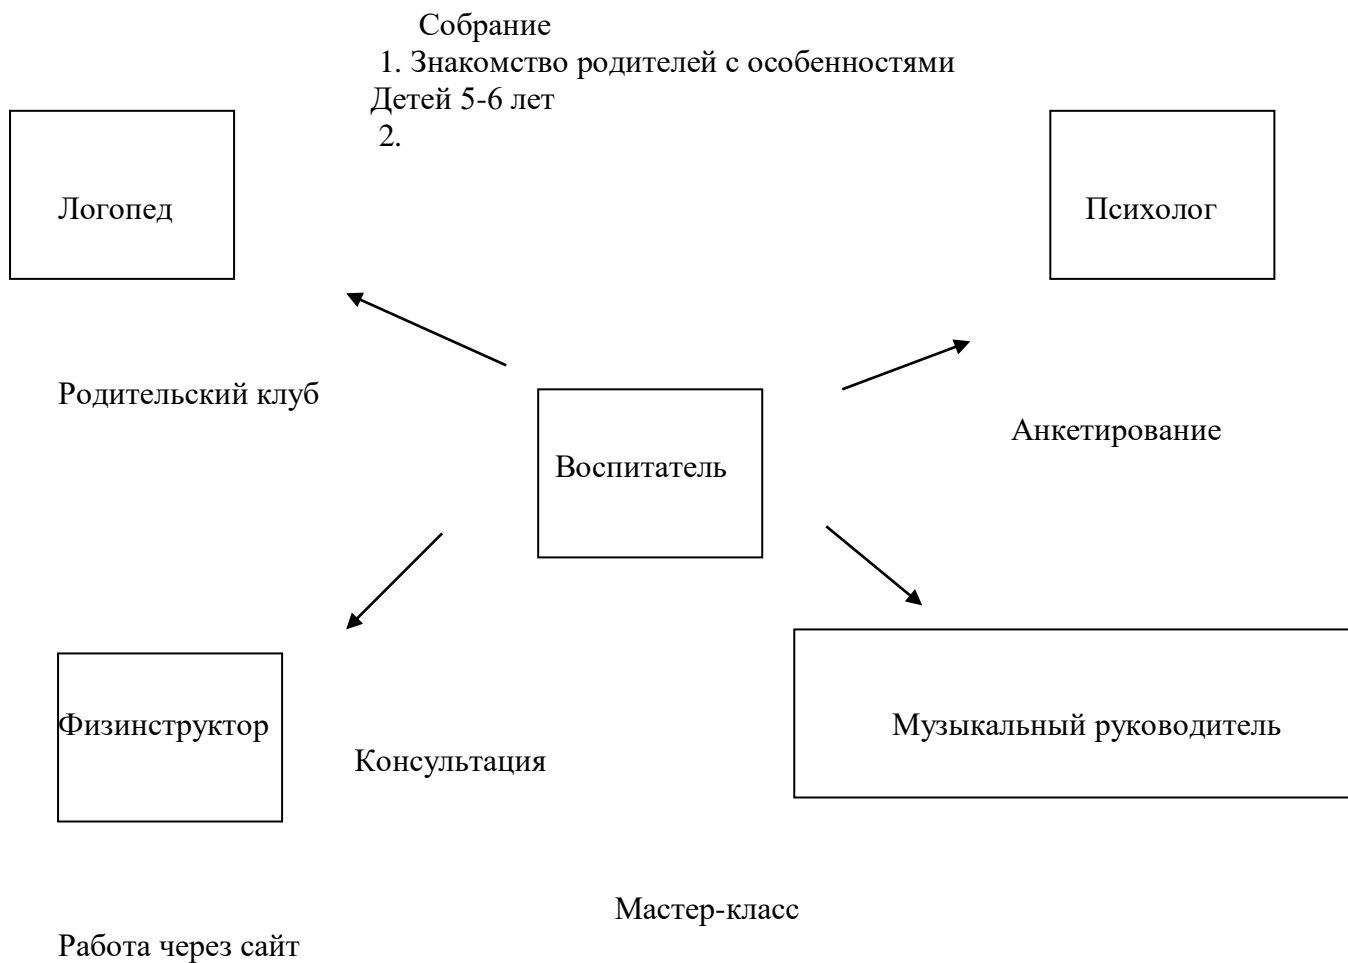 Собрание
1. Знакомство родителей с особенностями
Детей 5-6 лет
2.
Логопед
Психолог
Родительский клуб
Анкетирование
Воспитатель
Физинструктор
Музыкальный руководитель
Консультация
Мастер-класс
Работа через сайт